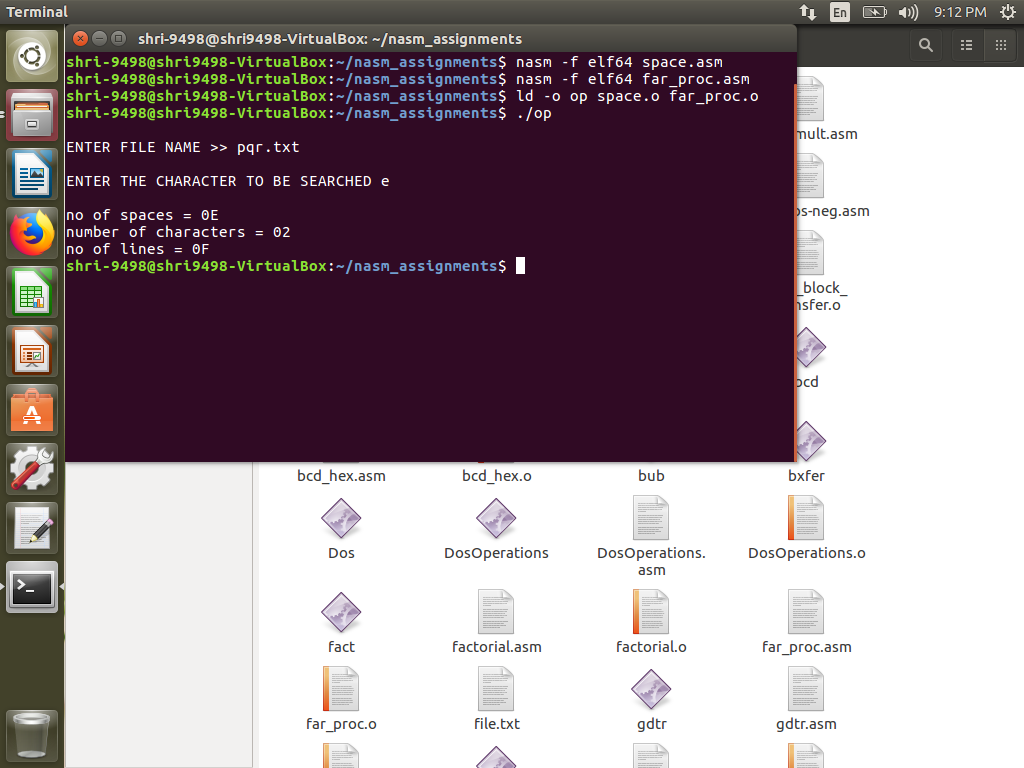 Terminal
En
9:12 PM
shri-9498@shri9498-VirtualBox: ~/nasm_assignments
shri-9498@shri9498-VirtualBox:~/nasm_assignments$ nasm -f elf64 space.asm
shri-9498@shri9498-VirtualBox:~/nasm_assignments$ nasm -f elf64 far_proc.asm
shri-9498@shri9498-VirtualBox:~/nasm_assignments$ ld -o op space.o far_proc.o
shri-9498@shri9498-VirtualBox:~/nasm_assignments$ ./op
ENTER FILE NAME >> pqr.txt
ENTER THE CHARACTER TO BE SEARCHED e
no of spaces = 0E
number of characters = 02
no of lines = 0F
shri-9498@shri9498-VirtualBox:~/nasm_assignments$
mult.asm
os-neg.asm
_block_
nsfer.o
bcd
bcd_hex.asm
bcd_hex.o
bub
bxfer
Dos
DosOperations
DosOperations.
asm
DosOperations.o
fact
factorial.asm
factorial.o
far_proc.asm
far_proc.o
file.txt
gdtr
gdtr.asm